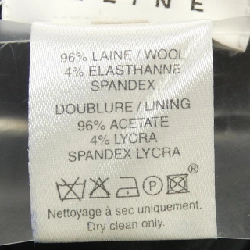 96% LAINE / WOOL
4% ELASTHANNE
SPANDEX
DOUBLURE / LINING
96% ACETATE
4% LYCRA
SPANDEX LYCRA
P
Nettoyage à sec uniquement.
Dry clean only.